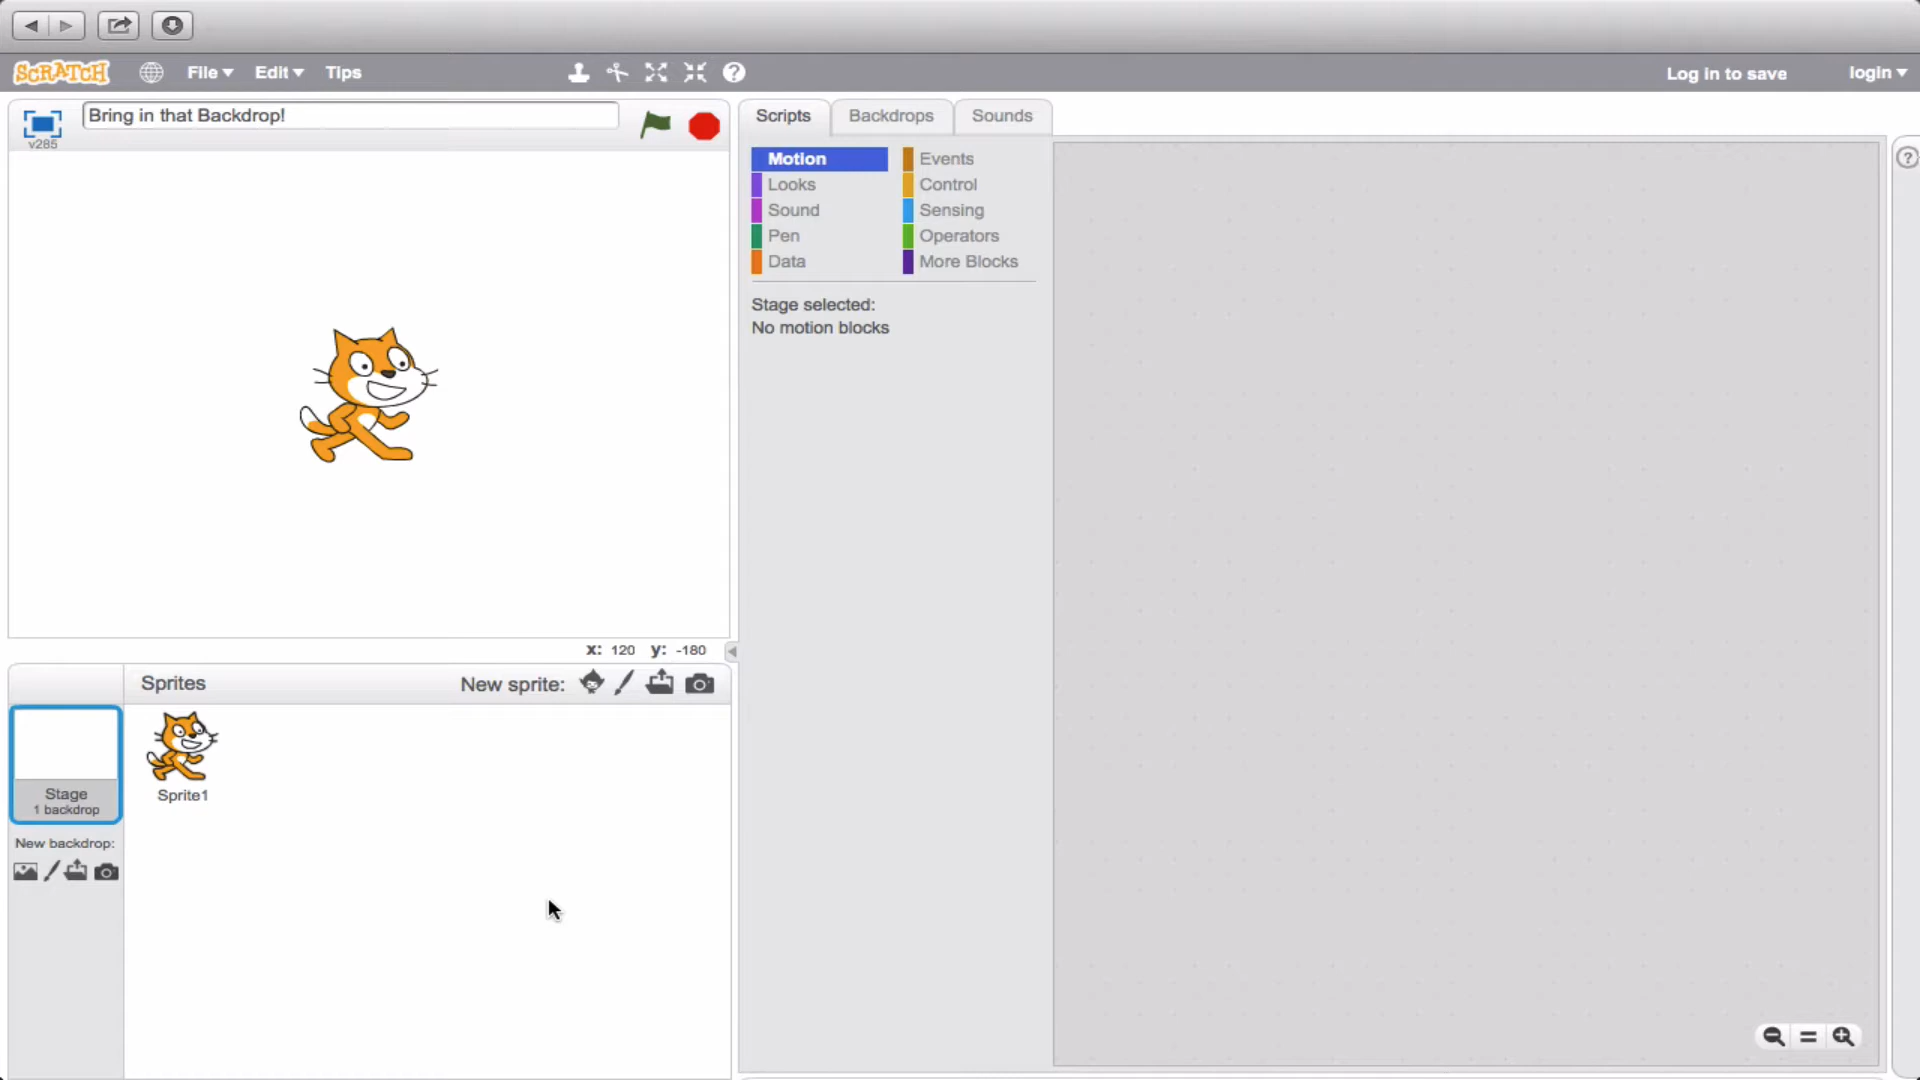 SCRATCH File Edit Tips Log in to save login
v285
Bring in that Backdrop!
Scripts Backdrops Sounds
Motion Events
Looks Control
Sound Sensing
Pen Operators
Data More Blocks
Stage selected:
No motion blocks
x: 120 y: -180
Sprites New sprite:
Stage
1 backdrop
Sprite1
New backdrop: